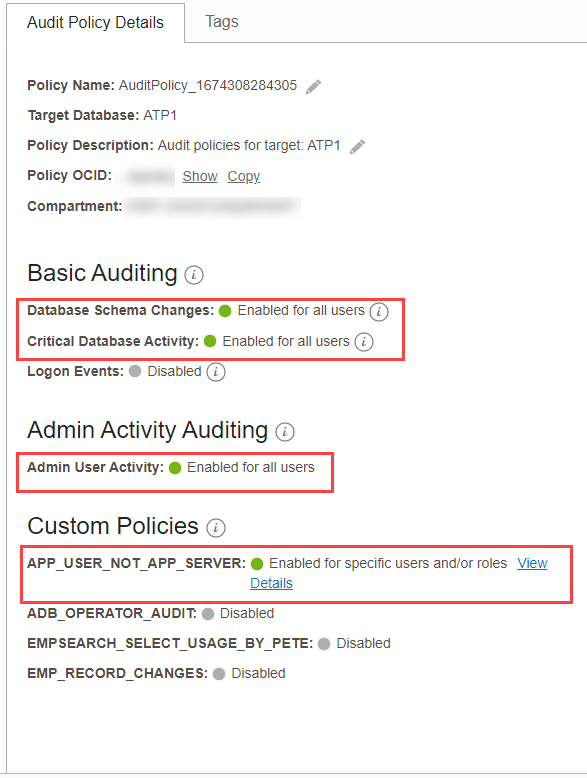 Audit Policy Details
Tags
Policy Name: AuditPolicy_1674308284305
Target Database: ATP1
Policy Description: Audit policies for target: ATP1
Policy OCID: Show Copy
Compartment:
Basic Auditing i
Database Schema Changes: Enabled for all users i
Critical Database Activity: Enabled for all users i
Logon Events: Disabled i
Admin Activity Auditing i
Admin User Activity: Enabled for all users
Custom Policies i
APP_USER_NOT_APP_SERVER: Enabled for specific users and/or roles View
Details
ADB_OPERATOR_AUDIT: Disabled
EMPSEARCH_SELECT_USAGE_BY_PETE: Disabled
EMP_RECORD_CHANGES: Disabled